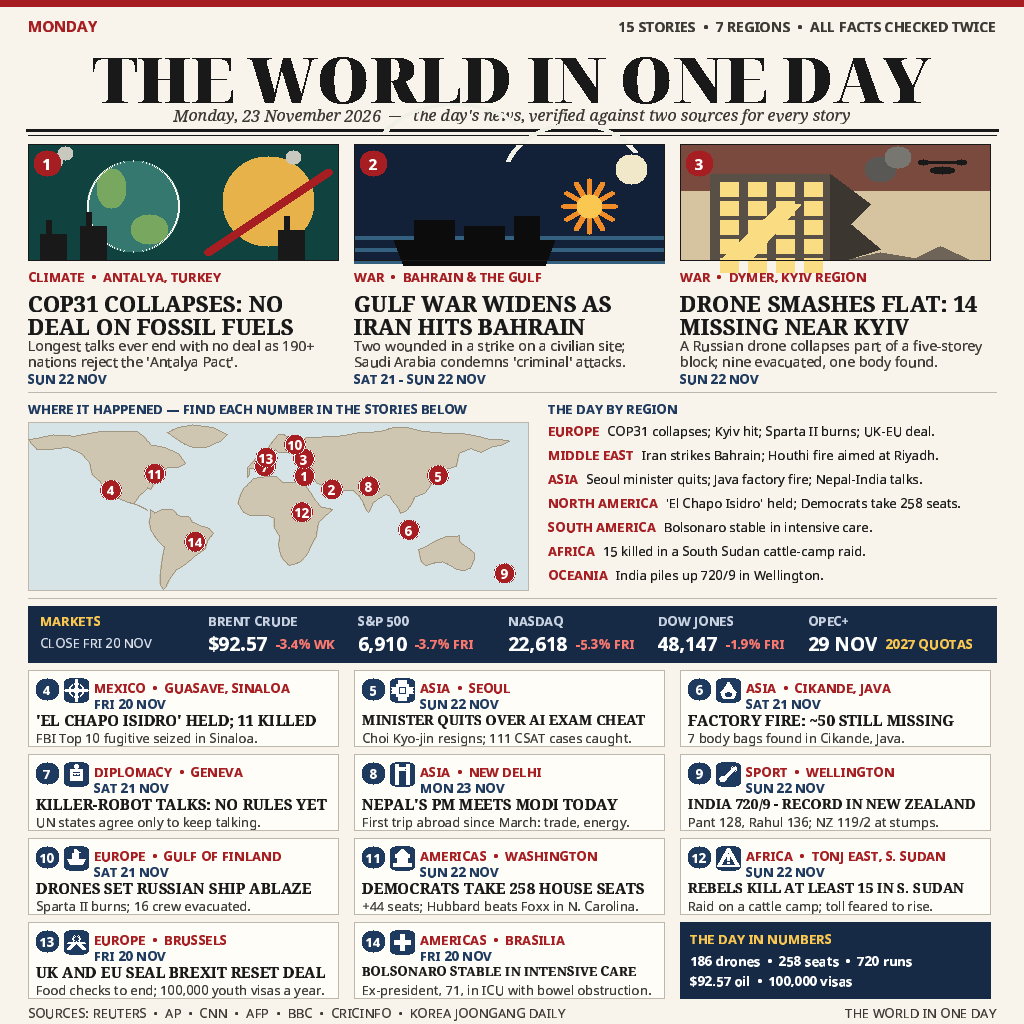 MONDAY
15 STORIES • 7 REGIONS • ALL FACTS CHECKED TWICE
THE WORLD IN ONE DAY
Monday, 23 November 2026 — the day's news, verified against two sources for every story
1
2
3
CLIMATE • ANTALYA, TURKEY
COP31 COLLAPSES: NO
DEAL ON FOSSIL FUELS
Longest talks ever end with no deal as 190+
nations reject the 'Antalya Pact'.
SUN 22 NOV
WAR • BAHRAIN & THE GULF
GULF WAR WIDENS AS
IRAN HITS BAHRAIN
Two wounded in a strike on a civilian site;
Saudi Arabia condemns 'criminal' attacks.
SAT 21 - SUN 22 NOV
WAR • DYMER, KYIV REGION
DRONE SMASHES FLAT: 14
MISSING NEAR KYIV
A Russian drone collapses part of a five-storey
block; nine evacuated, one body found.
SUN 22 NOV
WHERE IT HAPPENED — FIND EACH NUMBER IN THE STORIES BELOW
10
13
3
7
11
1
5
4
2
8
12
6
14
9
THE DAY BY REGION
EUROPE COP31 collapses; Kyiv hit; Sparta II burns; UK-EU deal.
MIDDLE EAST Iran strikes Bahrain; Houthi fire aimed at Riyadh.
ASIA Seoul minister quits; Java factory fire; Nepal-India talks.
NORTH AMERICA 'El Chapo Isidro' held; Democrats take 258 seats.
SOUTH AMERICA Bolsonaro stable in intensive care.
AFRICA 15 killed in a South Sudan cattle-camp raid.
OCEANIA India piles up 720/9 in Wellington.
MARKETS
CLOSE FRI 20 NOV
BRENT CRUDE
$92.57 -3.4% WK
S&P 500
6,910 -3.7% FRI
NASDAQ
22,618 -5.3% FRI
DOW JONES
48,147 -1.9% FRI
OPEC+
29 NOV 2027 QUOTAS
4 MEXICO • GUASAVE, SINALOA
FRI 20 NOV
'EL CHAPO ISIDRO' HELD; 11 KILLED
FBI Top 10 fugitive seized in Sinaloa.
5 ASIA • SEOUL
SUN 22 NOV
MINISTER QUITS OVER AI EXAM CHEAT
Choi Kyo-jin resigns; 111 CSAT cases caught.
6 ASIA • CIKANDE, JAVA
SAT 21 NOV
FACTORY FIRE: ~50 STILL MISSING
7 body bags found in Cikande, Java.
7 DIPLOMACY • GENEVA
SAT 21 NOV
KILLER-ROBOT TALKS: NO RULES YET
UN states agree only to keep talking.
8 ASIA • NEW DELHI
MON 23 NOV
NEPAL'S PM MEETS MODI TODAY
First trip abroad since March: trade, energy.
9 SPORT • WELLINGTON
SUN 22 NOV
INDIA 720/9 - RECORD IN NEW ZEALAND
Pant 128, Rahul 136; NZ 119/2 at stumps.
10 EUROPE • GULF OF FINLAND
SAT 21 NOV
DRONES SET RUSSIAN SHIP ABLAZE
Sparta II burns; 16 crew evacuated.
11 AMERICAS • WASHINGTON
SUN 22 NOV
DEMOCRATS TAKE 258 HOUSE SEATS
+44 seats; Hubbard beats Foxx in N. Carolina.
12 AFRICA • TONJ EAST, S. SUDAN
SUN 22 NOV
REBELS KILL AT LEAST 15 IN S. SUDAN
Raid on a cattle camp; toll feared to rise.
13 EUROPE • BRUSSELS
FRI 20 NOV
UK AND EU SEAL BREXIT RESET DEAL
Food checks to end; 100,000 youth visas a year.
14 AMERICAS • BRASILIA
FRI 20 NOV
BOLSONARO STABLE IN INTENSIVE CARE
Ex-president, 71, in ICU with bowel obstruction.
THE DAY IN NUMBERS
186 drones • 258 seats • 720 runs
$92.57 oil • 100,000 visas
SOURCES: REUTERS • AP • CNN • AFP • BBC • CRICINFO • KOREA JOONGANG DAILY
THE WORLD IN ONE DAY